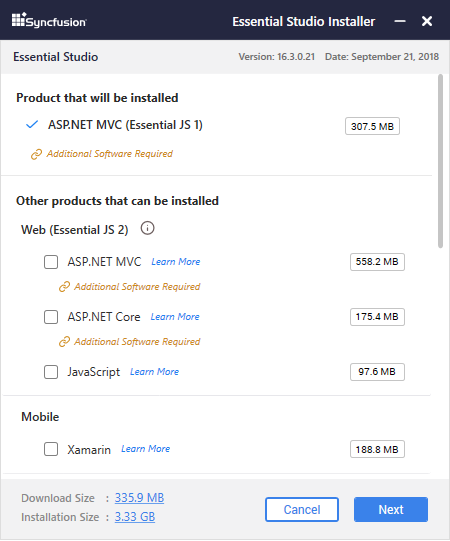 Syncfusion Essential Studio Installer
Essential Studio Version: 16.3.0.21 Date: September 21, 2018
Product that will be installed
ASP.NET MVC (Essential JS 1) 307.5 MB
Additional Software Required
Other products that can be installed
Web (Essential JS 2)
ASP.NET MVC Learn More 558.2 MB
Additional Software Required
ASP.NET Core Learn More 175.4 MB
Additional Software Required
JavaScript Learn More 97.6 MB
Mobile
Xamarin Learn More 188.8 MB
Download Size : 335.9 MB
Installation Size : 3.33 GB
Cancel Next